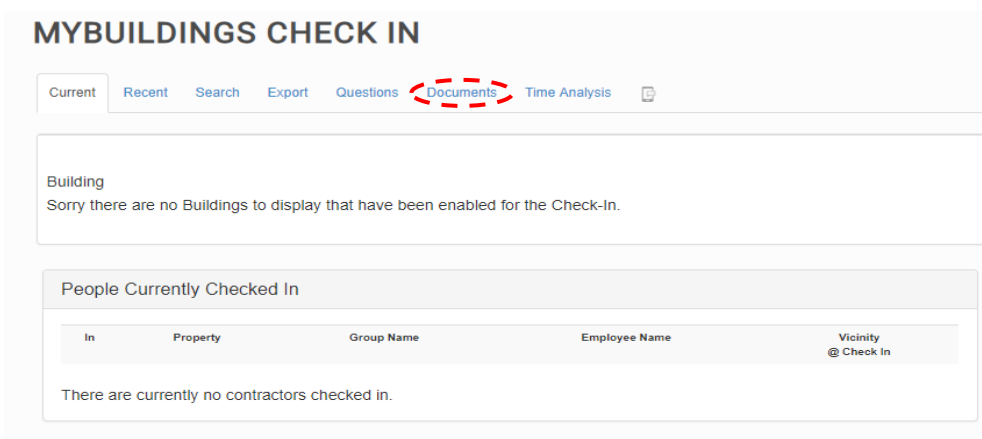 MYBUILDINGS CHECK IN
Current Recent Search Export Questions Documents Time Analysis
Building
Sorry there are no Buildings to display that have been enabled for the Check-In.
People Currently Checked In
In Property Group Name Employee Name Vicinity
@ Check In
There are currently no contractors checked in.